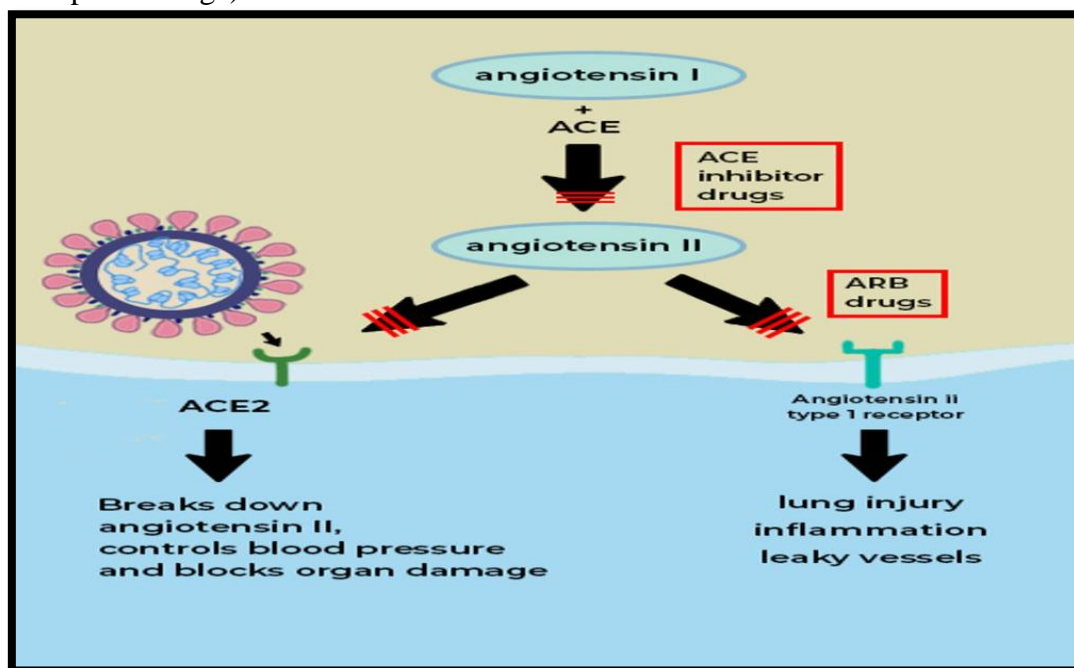 angiotensin I
+
ACE
ACE
inhibitor
drugs
angiotensin II
ARB
drugs
ACE2
Angiotensin ii
type 1 receptor
Breaks down
angiotensin II,
controls blood pressure
and blocks organ damage
lung injury
inflammation
leaky vessels